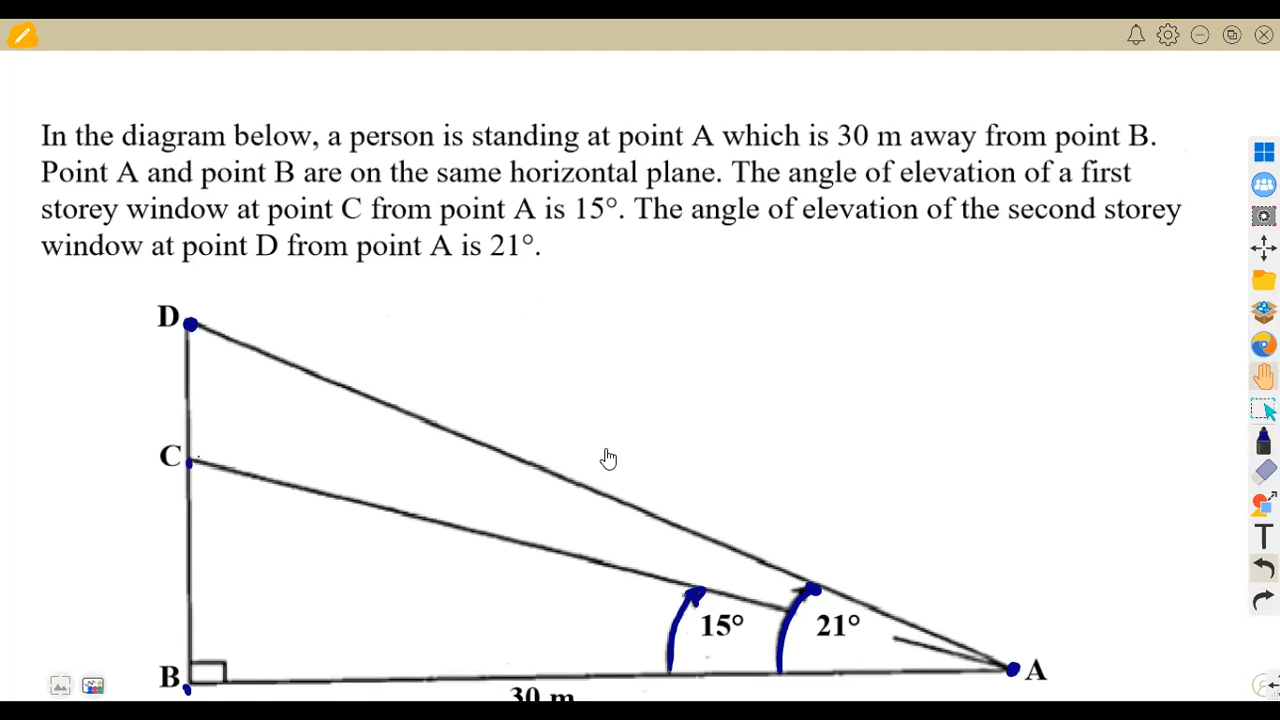 In the diagram below, a person is standing at point A which is 30 m away from point B.
Point A and point B are on the same horizontal plane. The angle of elevation of a first
storey window at point C from point A is 15°. The angle of elevation of the second storey
window at point D from point A is 21°.
D
C
15°
21°
B
A
30 m
T